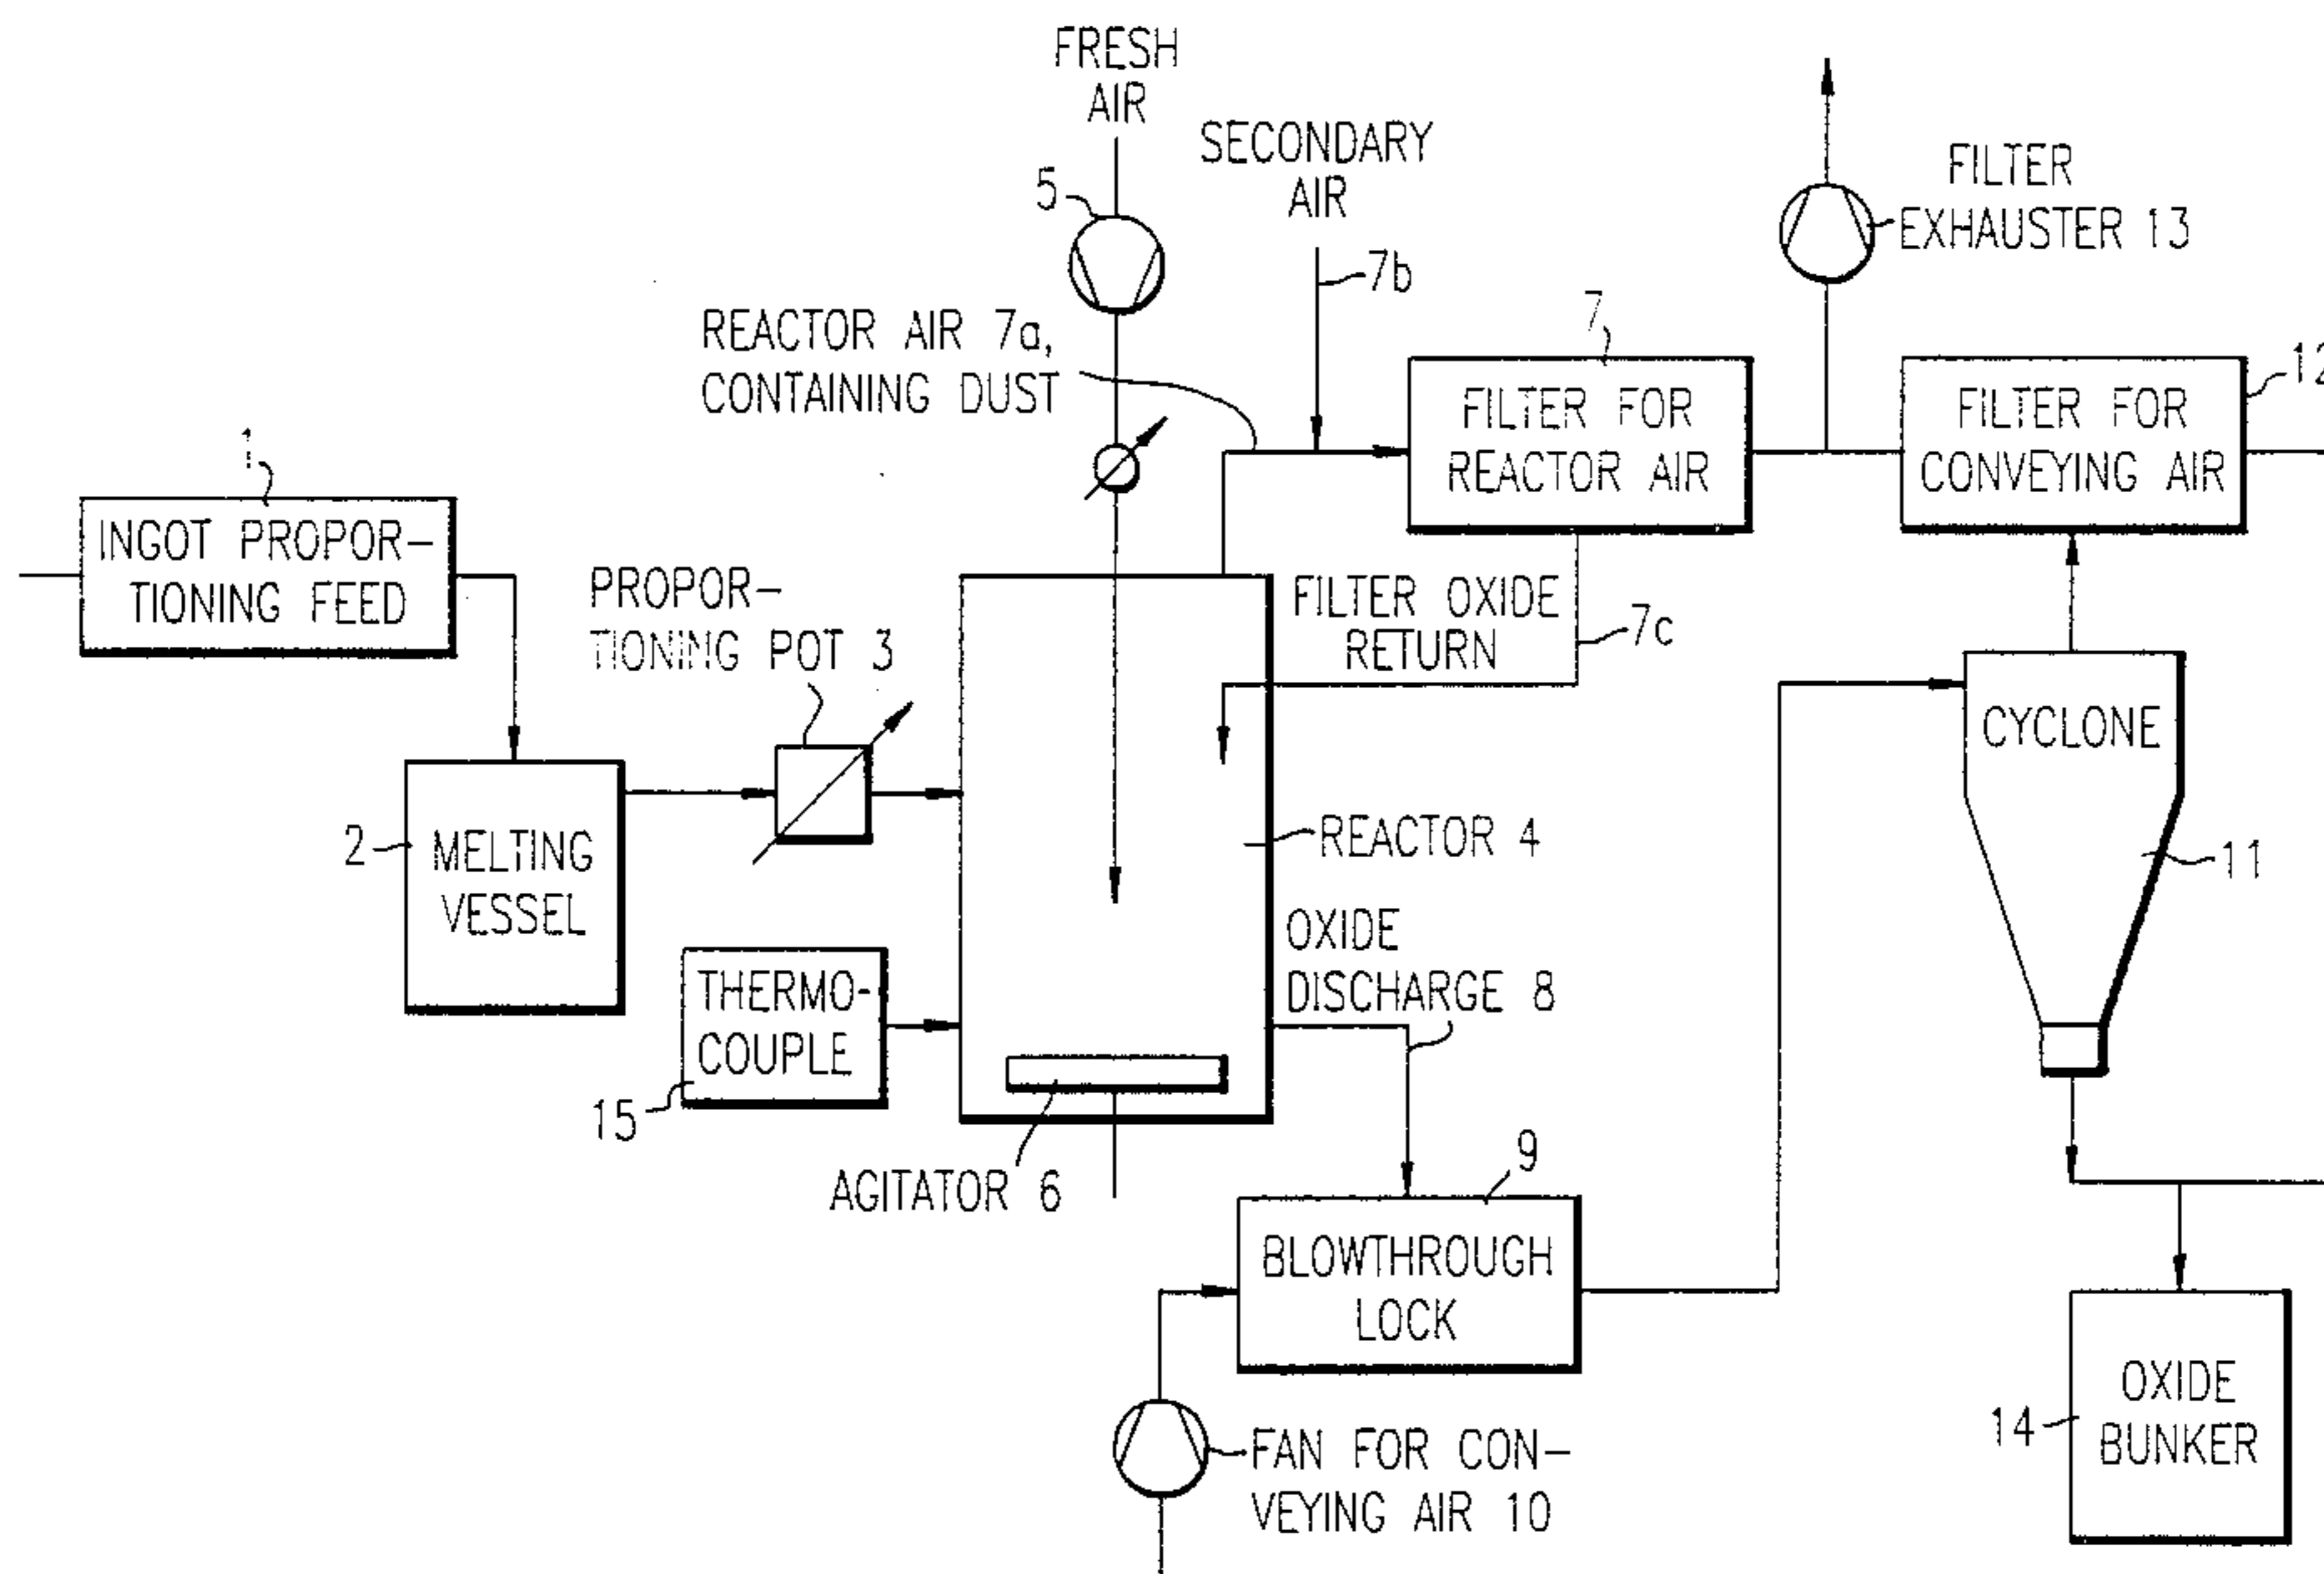 FRESH
AIR
5
SECONDARY
AIR
7b
FILTER
EXHAUSTER 13
REACTOR AIR 7a,
CONTAINING DUST
7
FILTER FOR
REACTOR AIR
FILTER FOR
CONVEYING AIR
12
1
INGOT PROPOR-
TIONING FEED
PROPOR-
TIONING POT 3
FILTER OXIDE
RETURN
7c
CYCLONE
2
MELTING
VESSEL
REACTOR 4
11
THERMO-
COUPLE
15
OXIDE
DISCHARGE 8
AGITATOR 6
9
BLOWTHROUGH
LOCK
14
OXIDE
BUNKER
FAN FOR CON-
VEYING AIR 10